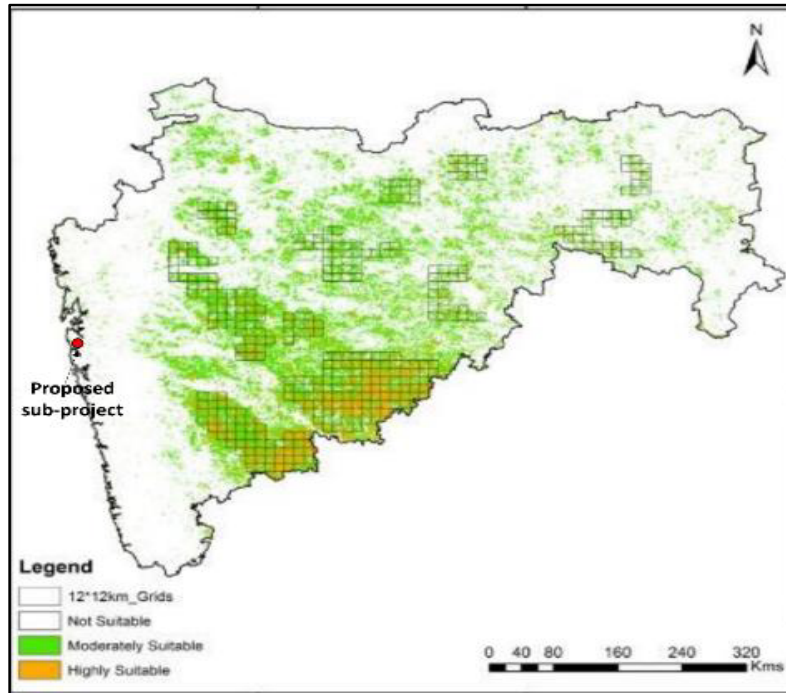 N
Proposed
sub-project
Legend
12*12km_Grids
Not Suitable
Moderately Suitable
Highly Suitable
0 40 80 160 240 320
Kms